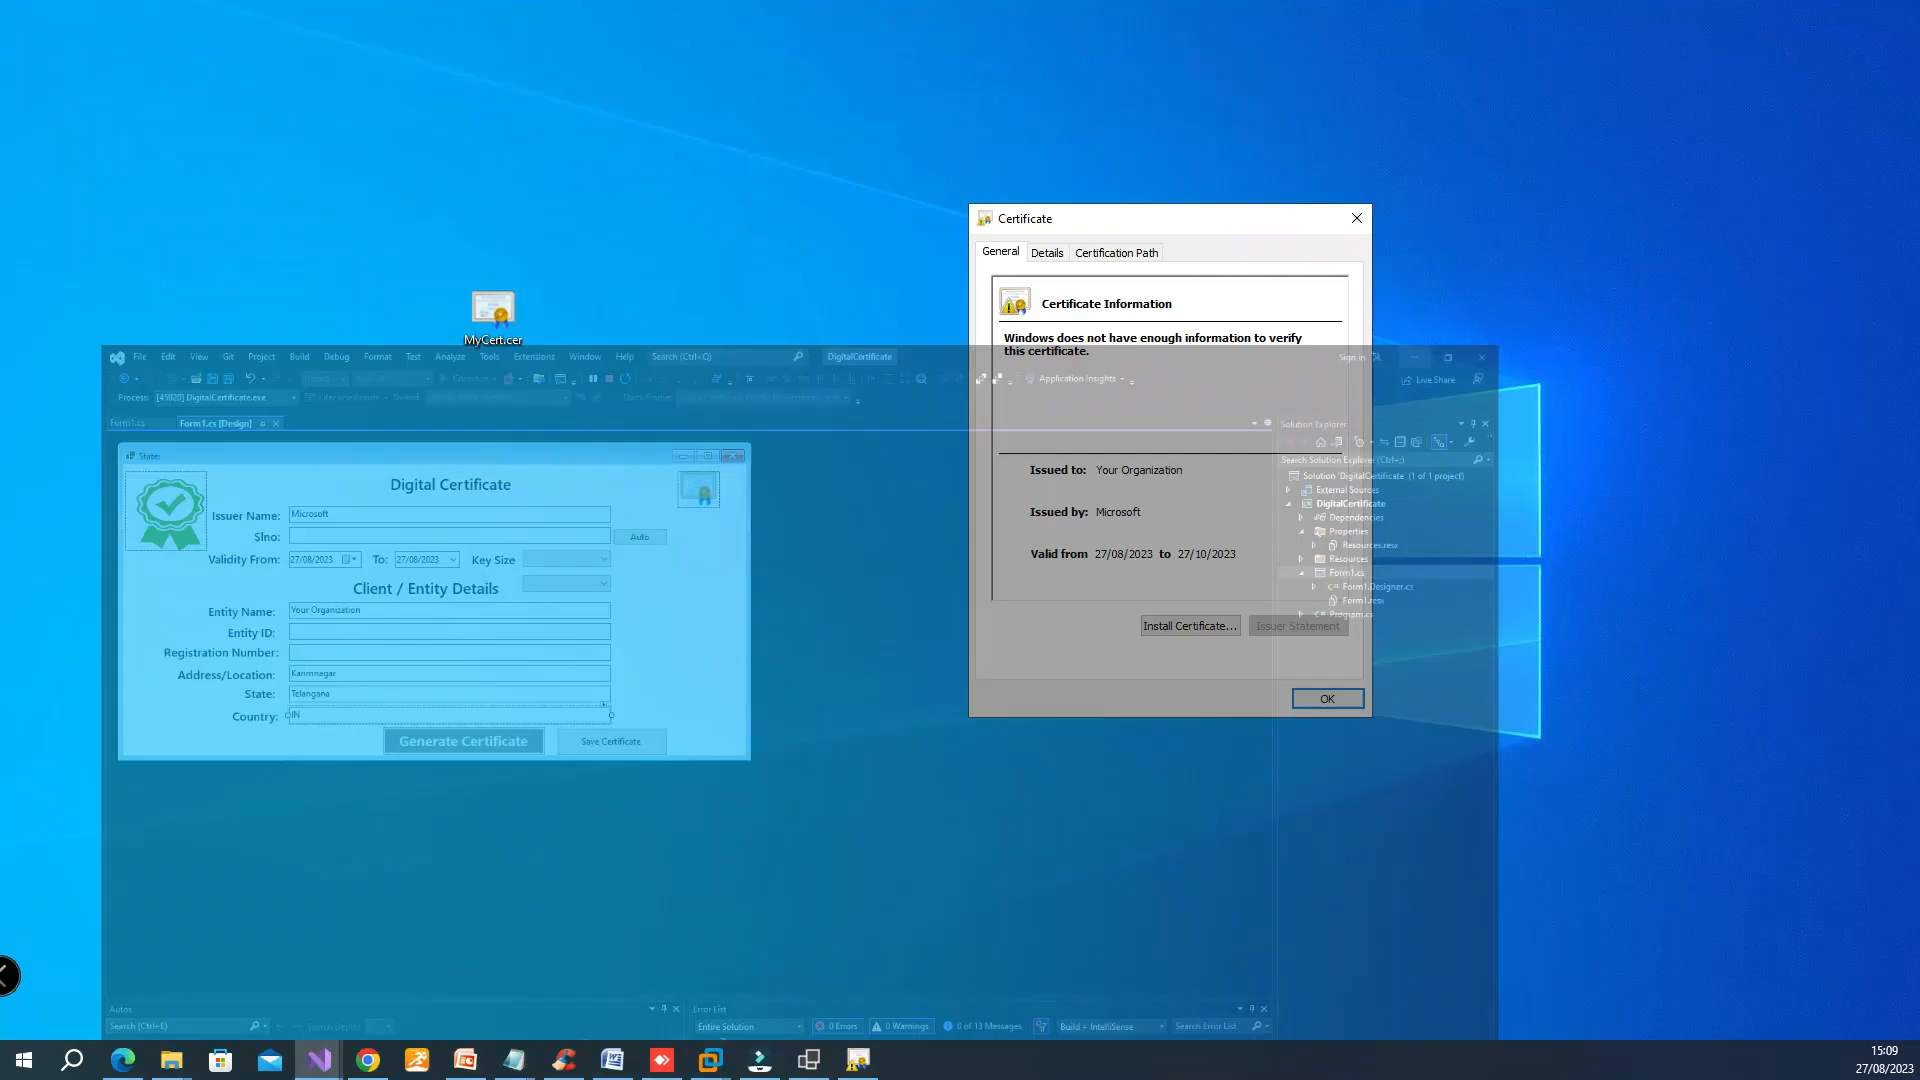 Certificate
General
Details
Certification Path
Certificate Information
Windows does not have enough information to verify
this certificate.
Issued to: Your Organization
Issued by: Microsoft
Valid from 27/08/2023 to 27/10/2023
Install Certificate...
Issuer Statement
OK
MyCert.cer
File Edit View Git Project Build Debug Format Test Analyze Tools Extensions Window Help Search (Ctrl+Q) DigitalCertificate
Sign in
Continue
Application Insights
Live Share
Process: [45920] DigitalCertificate.exe
Form1.cs
Form1.cs [Design]
State:
Digital Certificate
Issuer Name: Microsoft
Slno:
Auto
Validity From: 27/08/2023 To: 27/08/2023 Key Size
Client / Entity Details
Entity Name: Your Organization
Entity ID:
Registration Number:
Address/Location: Karimnagar
State: Telangana
Country: IN
Generate Certificate
Save Certificate
Solution Explorer
Search Solution Explorer (Ctrl+;)
Solution 'DigitalCertificate' (1 of 1 project)
External Sources
DigitalCertificate
Dependencies
Properties
Resources.resx
Resources
Form1.cs
Form1.Designer.cs
Form1.resx
Program.cs
Autos
Search (Ctrl+E)
Search Depth:
Error List
Entire Solution
0 Errors
0 Warnings
0 of 13 Messages
Build + IntelliSense
Search Error List
15:09
27/08/2023